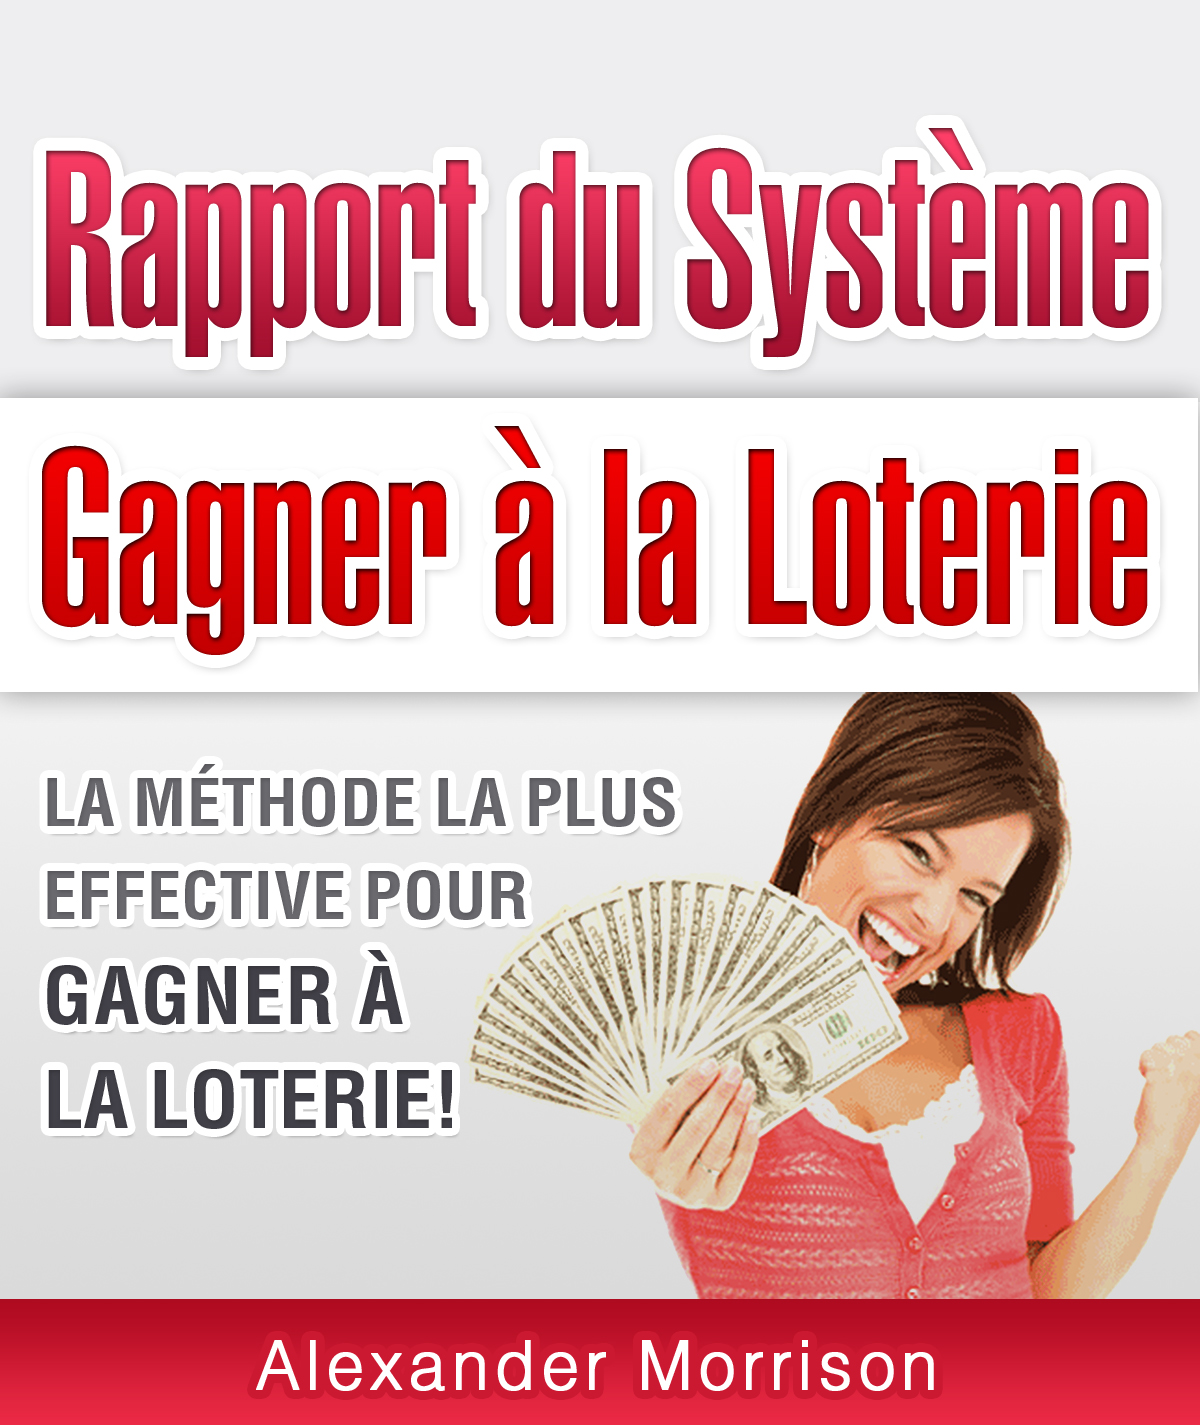 Rapport du Système
Gagner à la Loterie
LA MÉTHODE LA PLUS
EFFECTIVE POUR
GAGNER À
LA LOTERIE!
Alexander Morrison